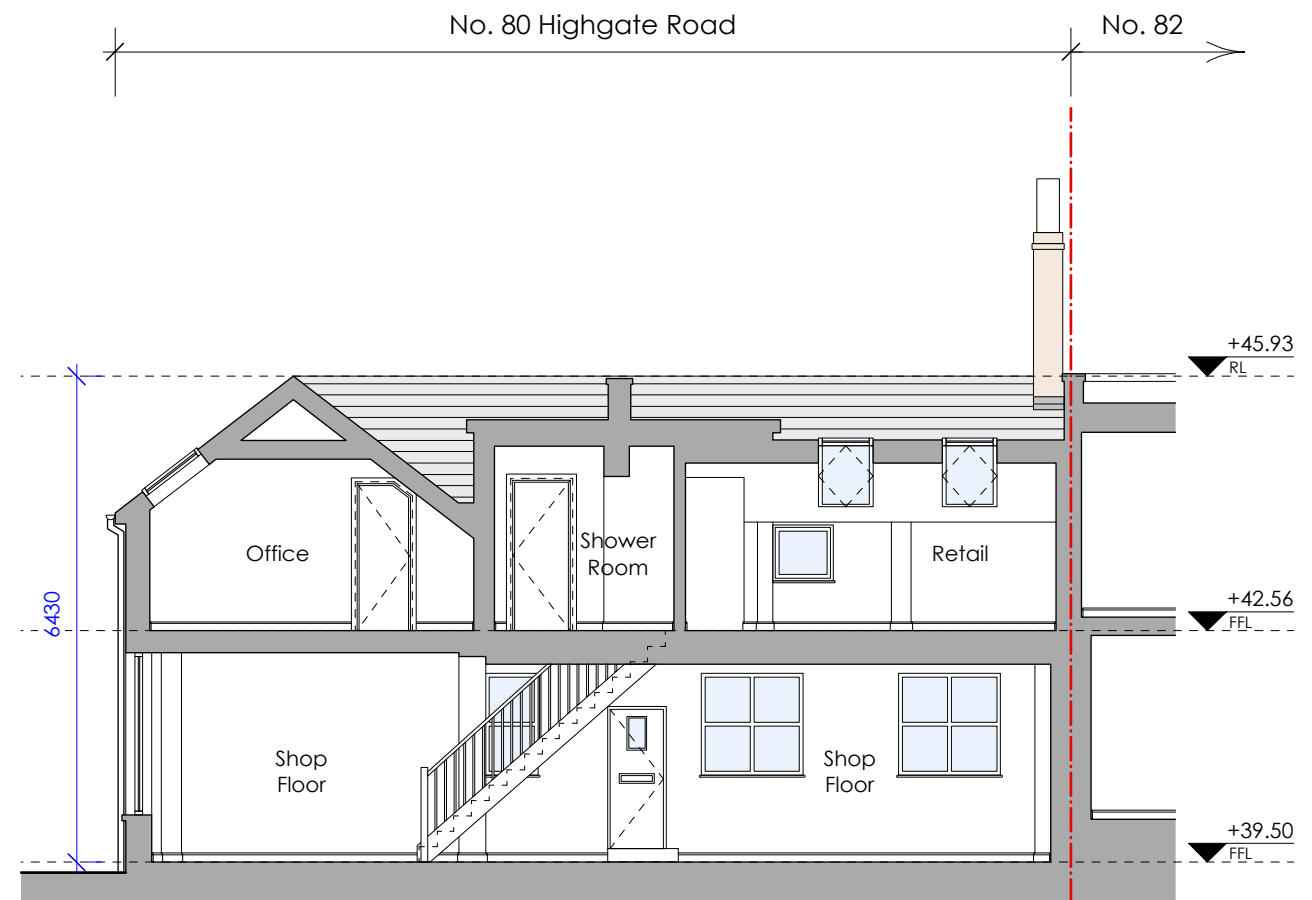 No. 80 Highgate Road
No. 82
+45.93
RL
Office
Shower
Room
Retail
+42.56
FFL
6430
Shop
Floor
Shop
Floor
+39.50
FFL